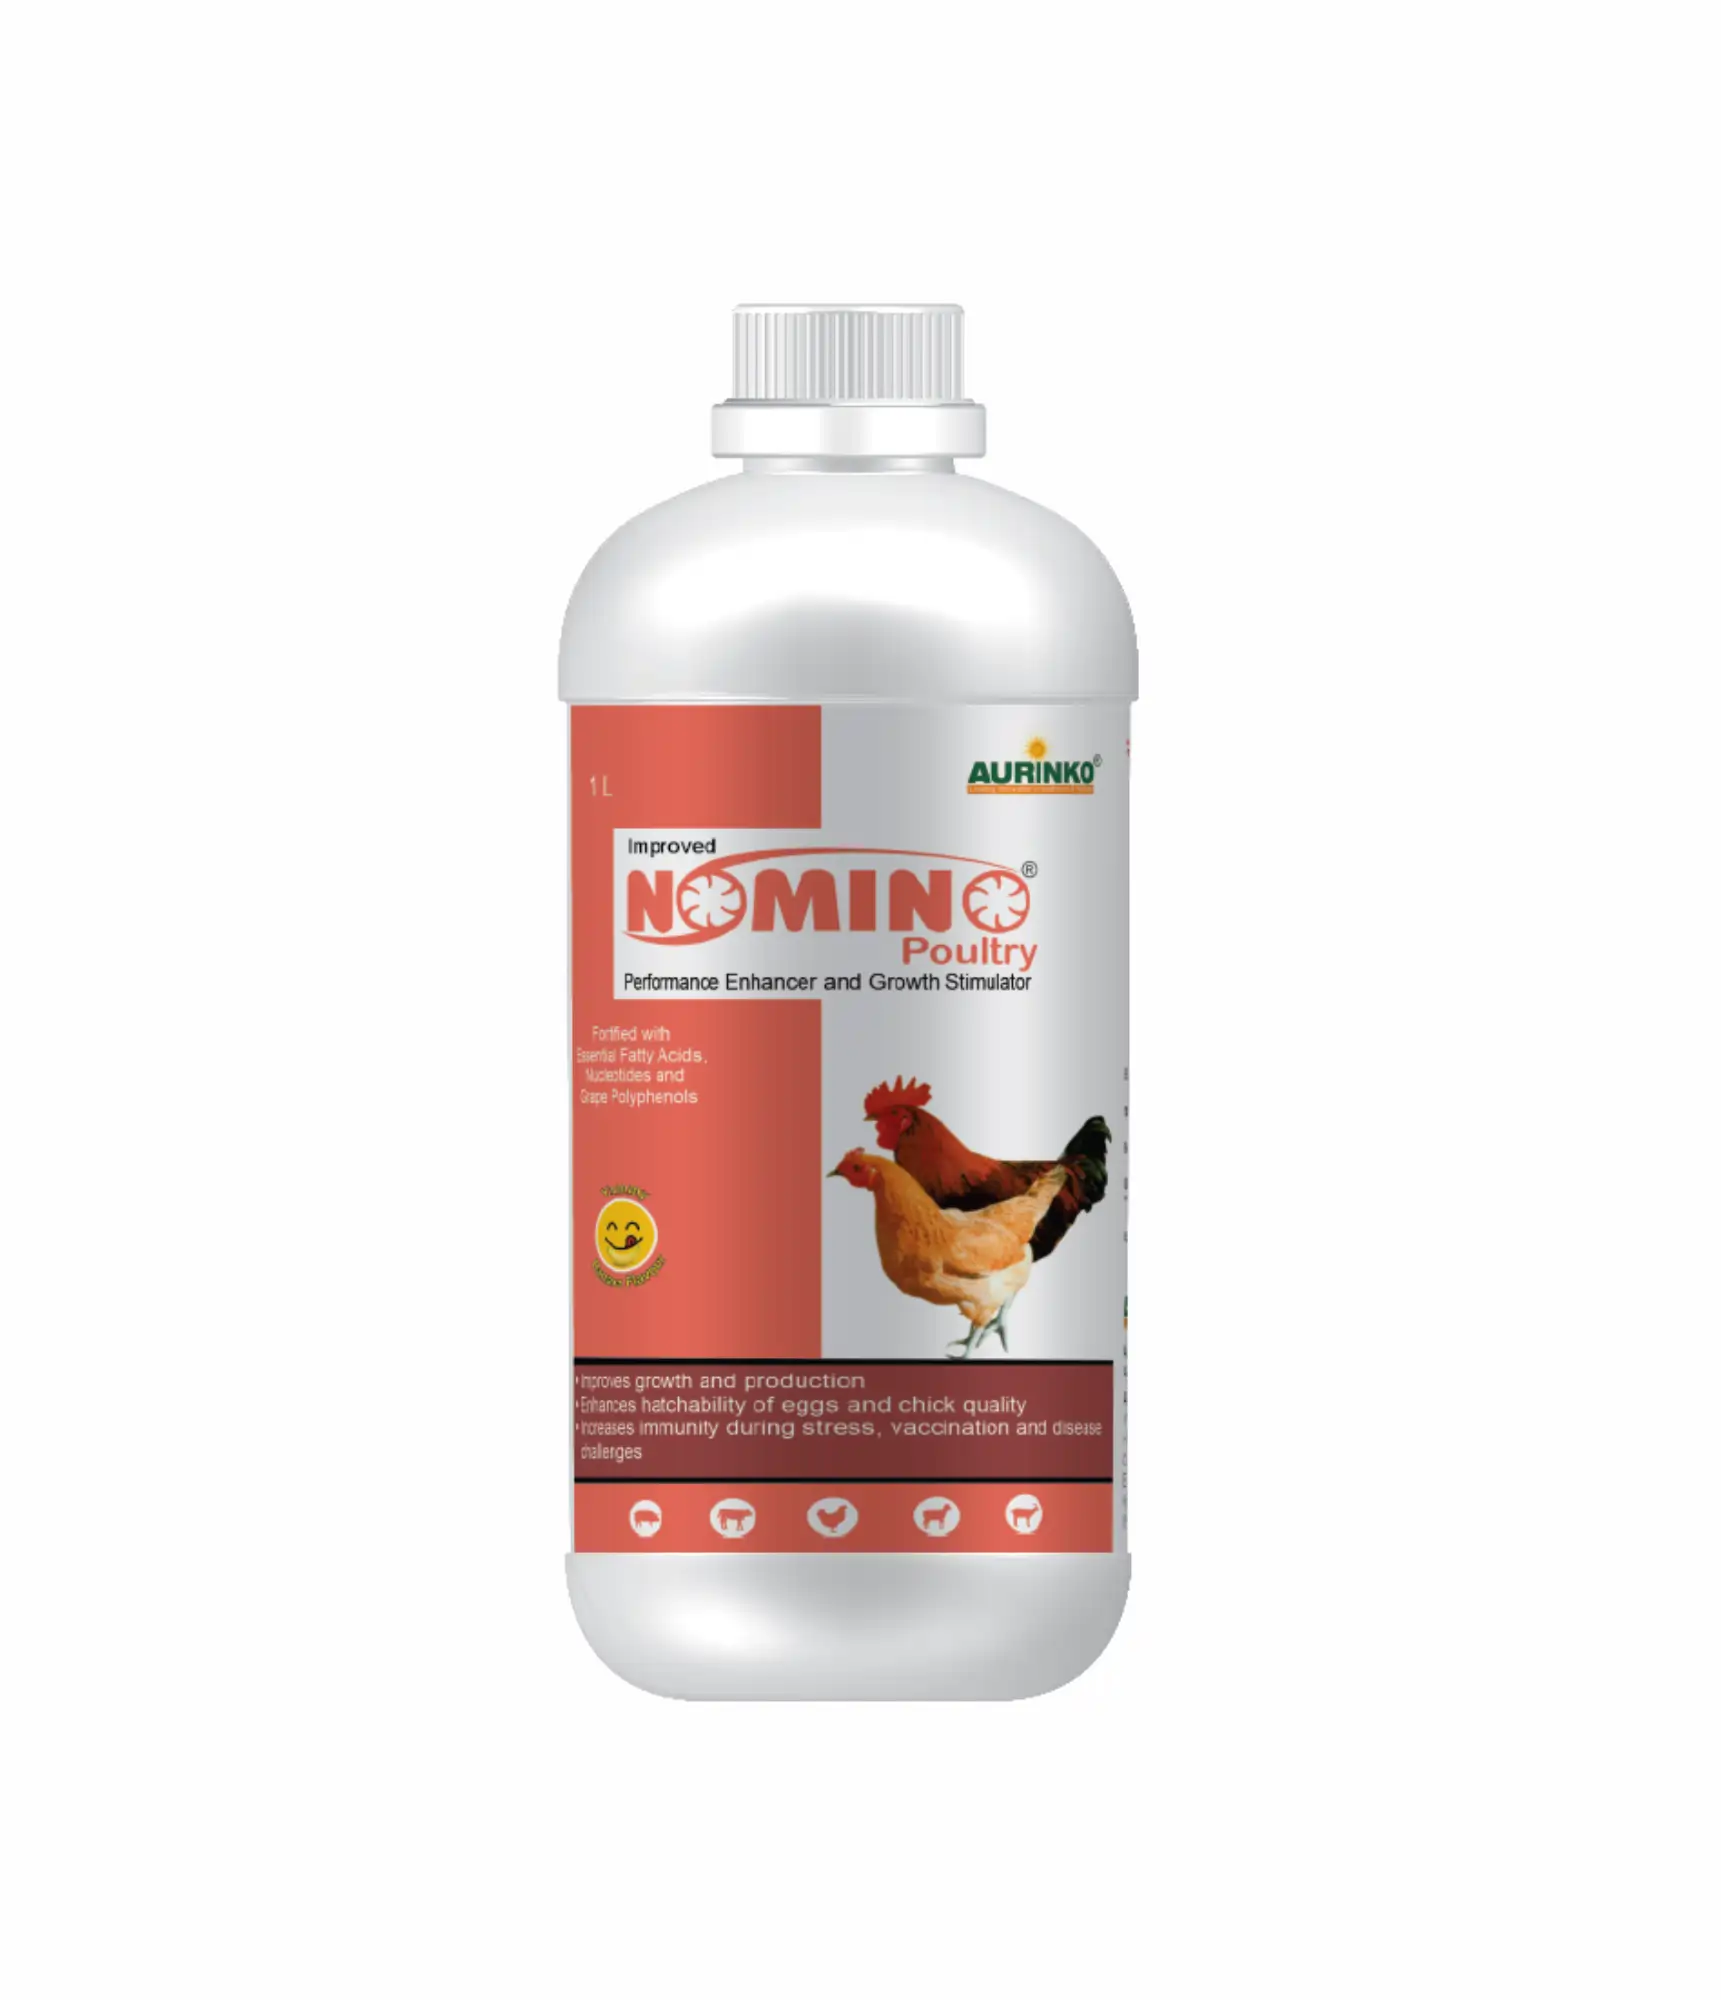 1 L
AURINKO®
Improved
NOMINO®
Poultry
Performance Enhancer and Growth Stimulator
Fortified with
Essential Fatty Acids,
Nucleotides and
Grape Polyphenols
Flavour
•Improves growth and production
•Enhances hatchability of eggs and chick quality
•Increases immunity during stress, vaccination and disease
challenges